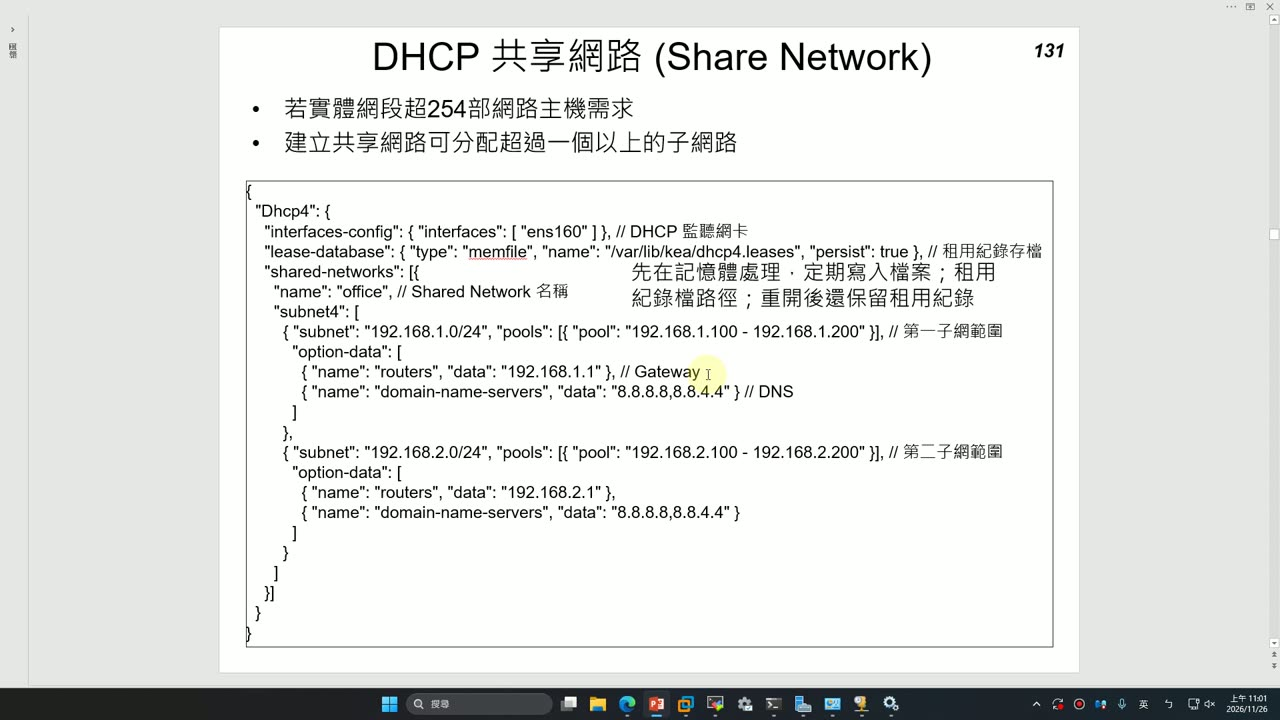 DHCP 共享網路 (Share Network)
131
• 若實體網段超254部網路主機需求
• 建立共享網路可分配超過一個以上的子網路
{
"Dhcp4": {
"interfaces-config": { "interfaces": [ "ens160" ] }, // DHCP 監聽網卡
"lease-database": { "type": "memfile", "name": "/var/lib/kea/dhcp4.leases", "persist": true }, // 租用紀錄存檔
"shared-networks": [{
先在記憶體處理，定期寫入檔案；租用
紀錄檔路徑；重開後還保留租用紀錄
"name": "office", // Shared Network 名稱
"subnet4": [
{ "subnet": "192.168.1.0/24", "pools": [{ "pool": "192.168.1.100 - 192.168.1.200" }], // 第一子網範圍
"option-data": [
{ "name": "routers", "data": "192.168.1.1" }, // Gateway
{ "name": "domain-name-servers", "data": "8.8.8.8,8.8.4.4" } // DNS
]
},
{ "subnet": "192.168.2.0/24", "pools": [{ "pool": "192.168.2.100 - 192.168.2.200" }], // 第二子網範圍
"option-data": [
{ "name": "routers", "data": "192.168.2.1" },
{ "name": "domain-name-servers", "data": "8.8.8.8,8.8.4.4" }
]
}
]
}]
}
}
搜尋
英
上午 11:01
2026/11/26